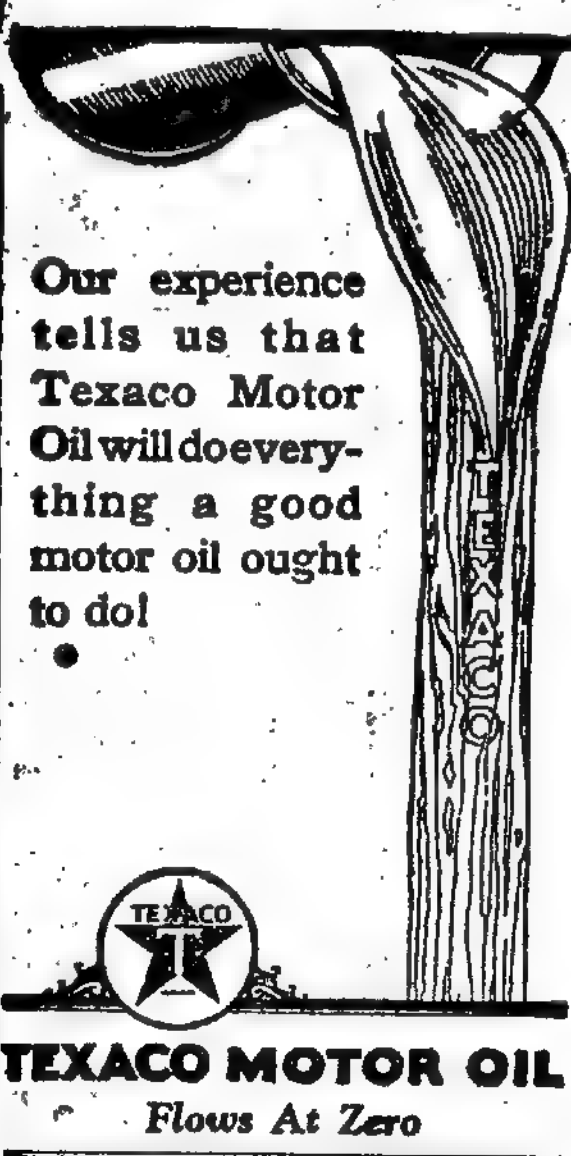 Our experience
tells us that
Texaco Motor
Oil will do every-
thing a good
motor oil ought
to do!
TEXACO
TEXACO
T
TEXACO MOTOR OIL
Flows At Zero